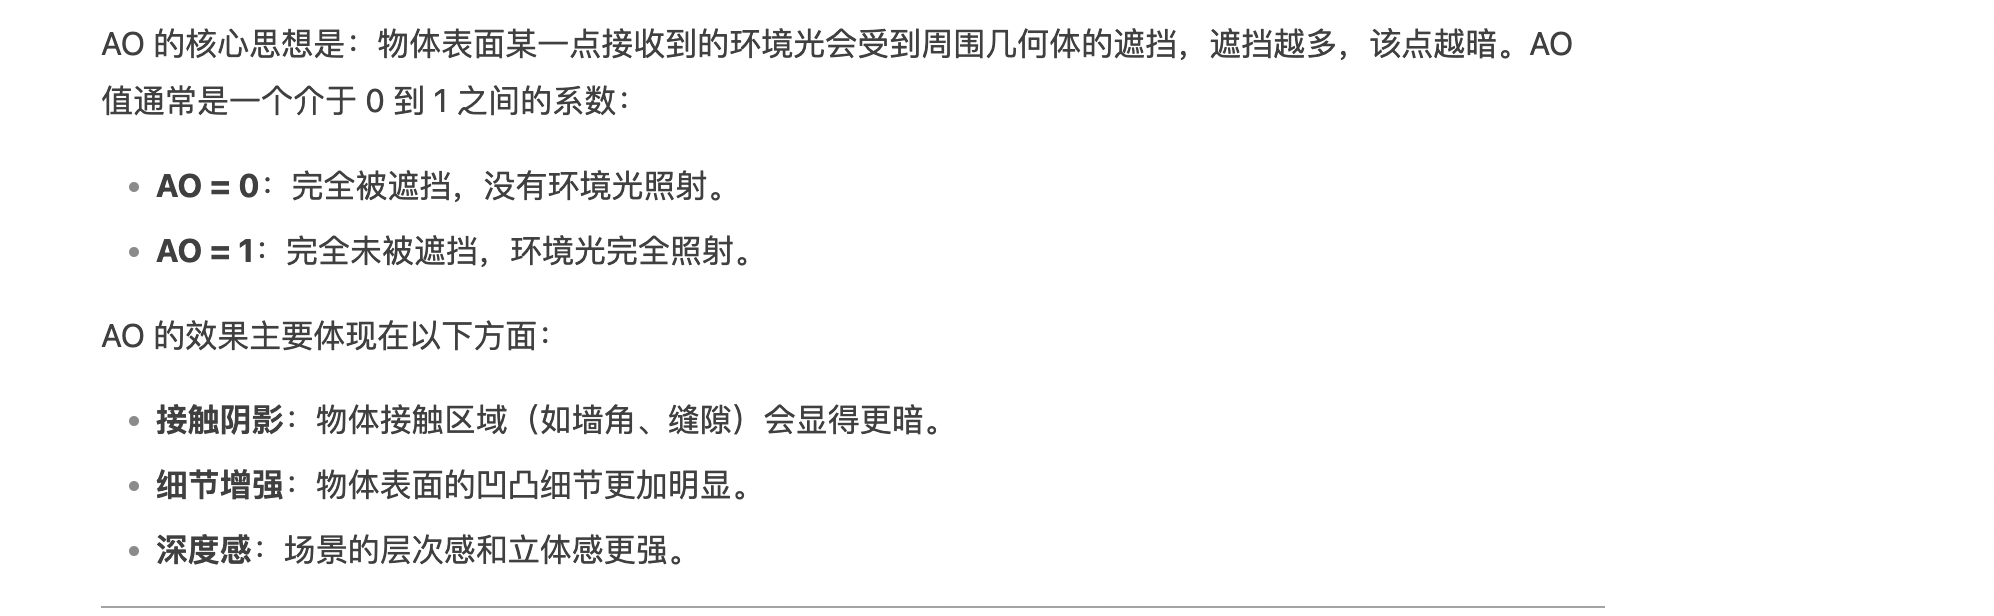 AO 的核心思想是：物体表面某一点接收到的环境光会受到周围几何体的遮挡，遮挡越多，该点越暗。AO
值通常是一个介于 0 到 1 之间的系数：
• AO = 0：完全被遮挡，没有环境光照射。
• AO = 1：完全未被遮挡，环境光完全照射。
AO 的效果主要体现在以下方面：
• 接触阴影：物体接触区域（如墙角、缝隙）会显得更暗。
• 细节增强：物体表面的凹凸细节更加明显。
• 深度感：场景的层次感和立体感更强。